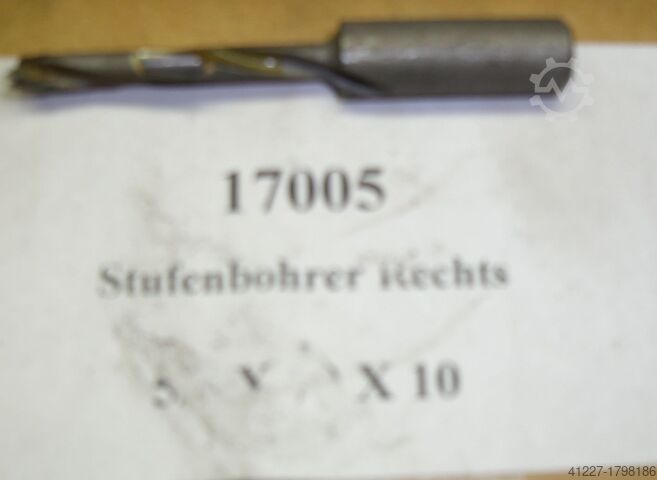 17005
Stufenbohrer Rechts
X 10
41227-1798186